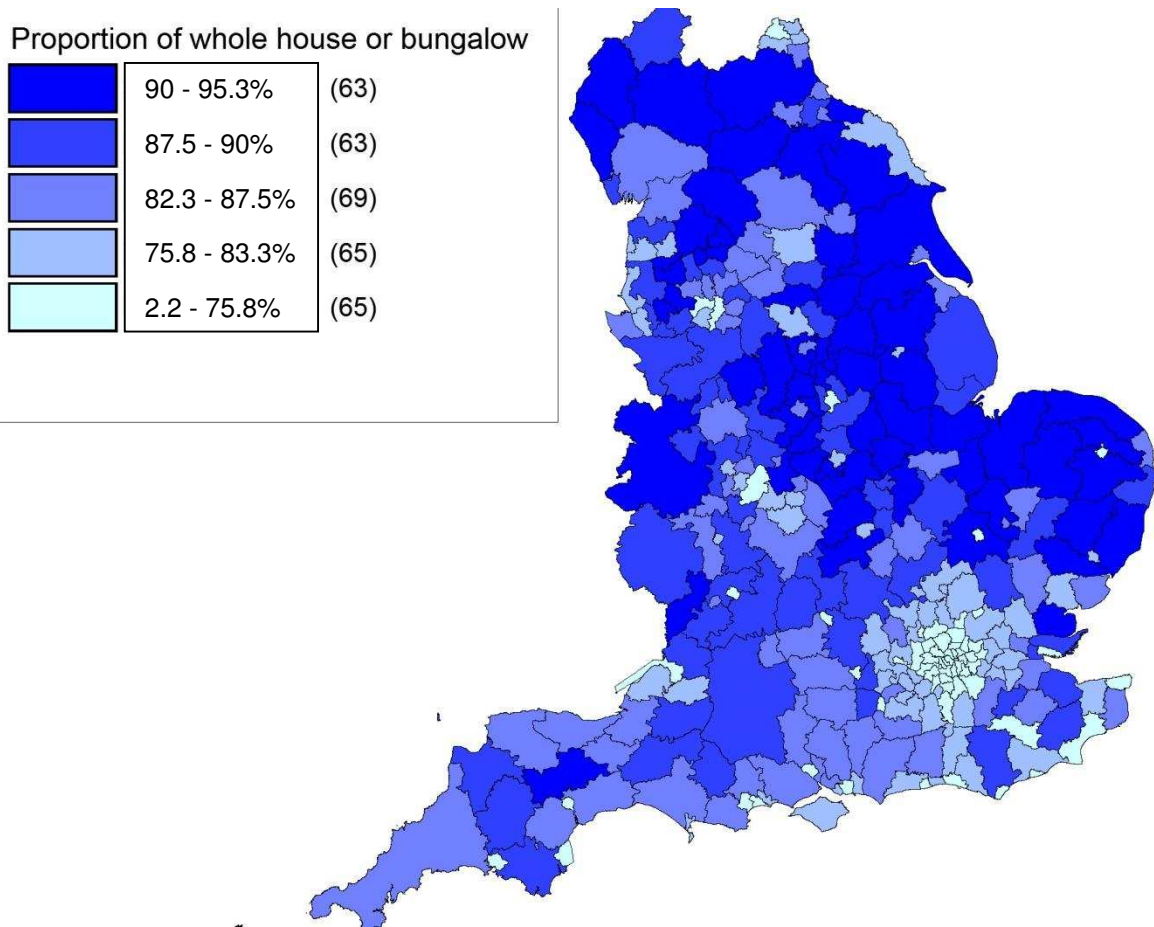 Proportion of whole house or bungalow
90 - 95.3% (63)
87.5 - 90% (63)
82.3 - 87.5% (69)
75.8 - 83.3% (65)
2.2 - 75.8% (65)